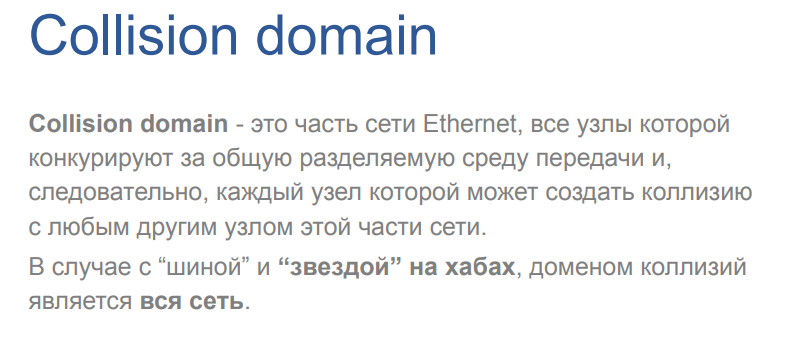 Collision domain
Collision domain - это часть сети Ethernet, все узлы которой
конкурируют за общую разделяемую среду передачи и,
следовательно, каждый узел которой может создать коллизию
с любым другим узлом этой части сети.
В случае с “шиной” и “звездой” на хабах, доменом коллизий
является вся сеть.